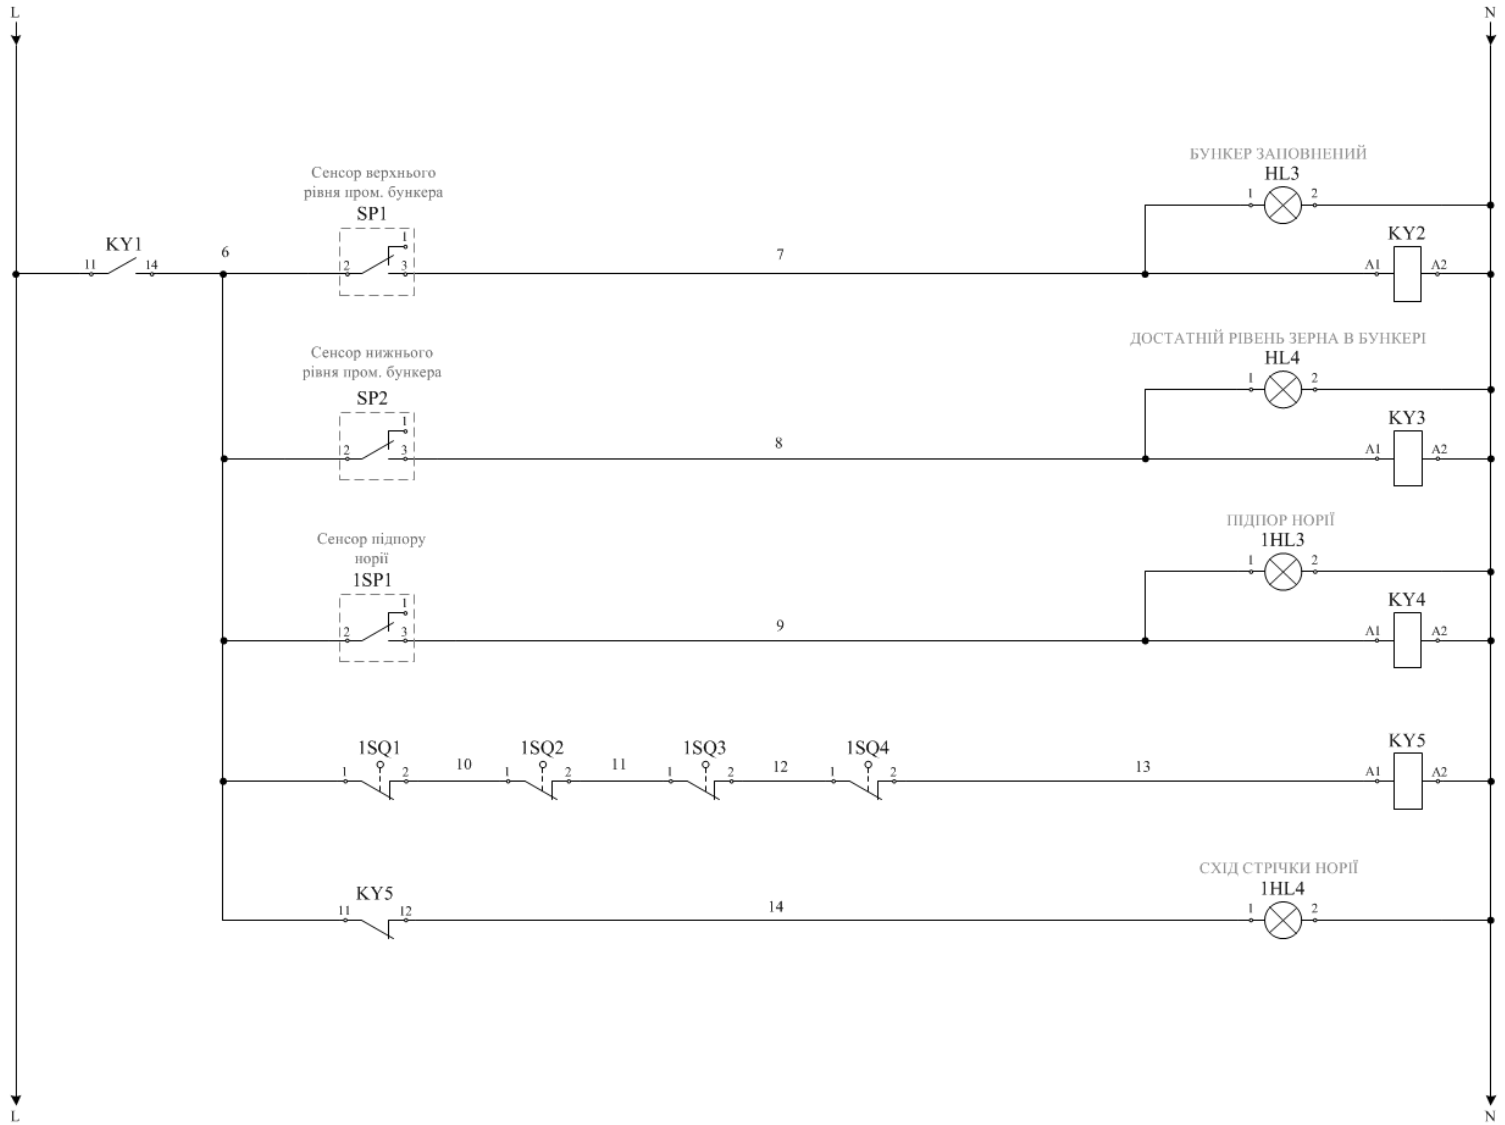 L
N
БУНКЕР ЗАПОВНЕНИЙ
HL3
1 2
Сенсор верхнього
рівня пром. бункера
SP1
KY1
6
7
KY2
1
11 14
2 3
A1 A2
ДОСТАТНІЙ РІВЕНЬ ЗЕРНА В БУНКЕРІ
HL4
1 2
Сенсор нижнього
рівня пром. бункера
SP2
8
KY3
1
2 3
A1 A2
ПІДПОР НОРІЇ
1HL3
1 2
Сенсор підпору
норії
1SP1
9
KY4
1
2 3
A1 A2
1SQ1 1SQ2 1SQ3 1SQ4 KY5
10 11 12 13
1 2 1 2 1 2 1 2 A1 A2
СХІД СТРІЧКИ НОРІЇ
1HL4
KY5
14
11 12 1 2
L
N